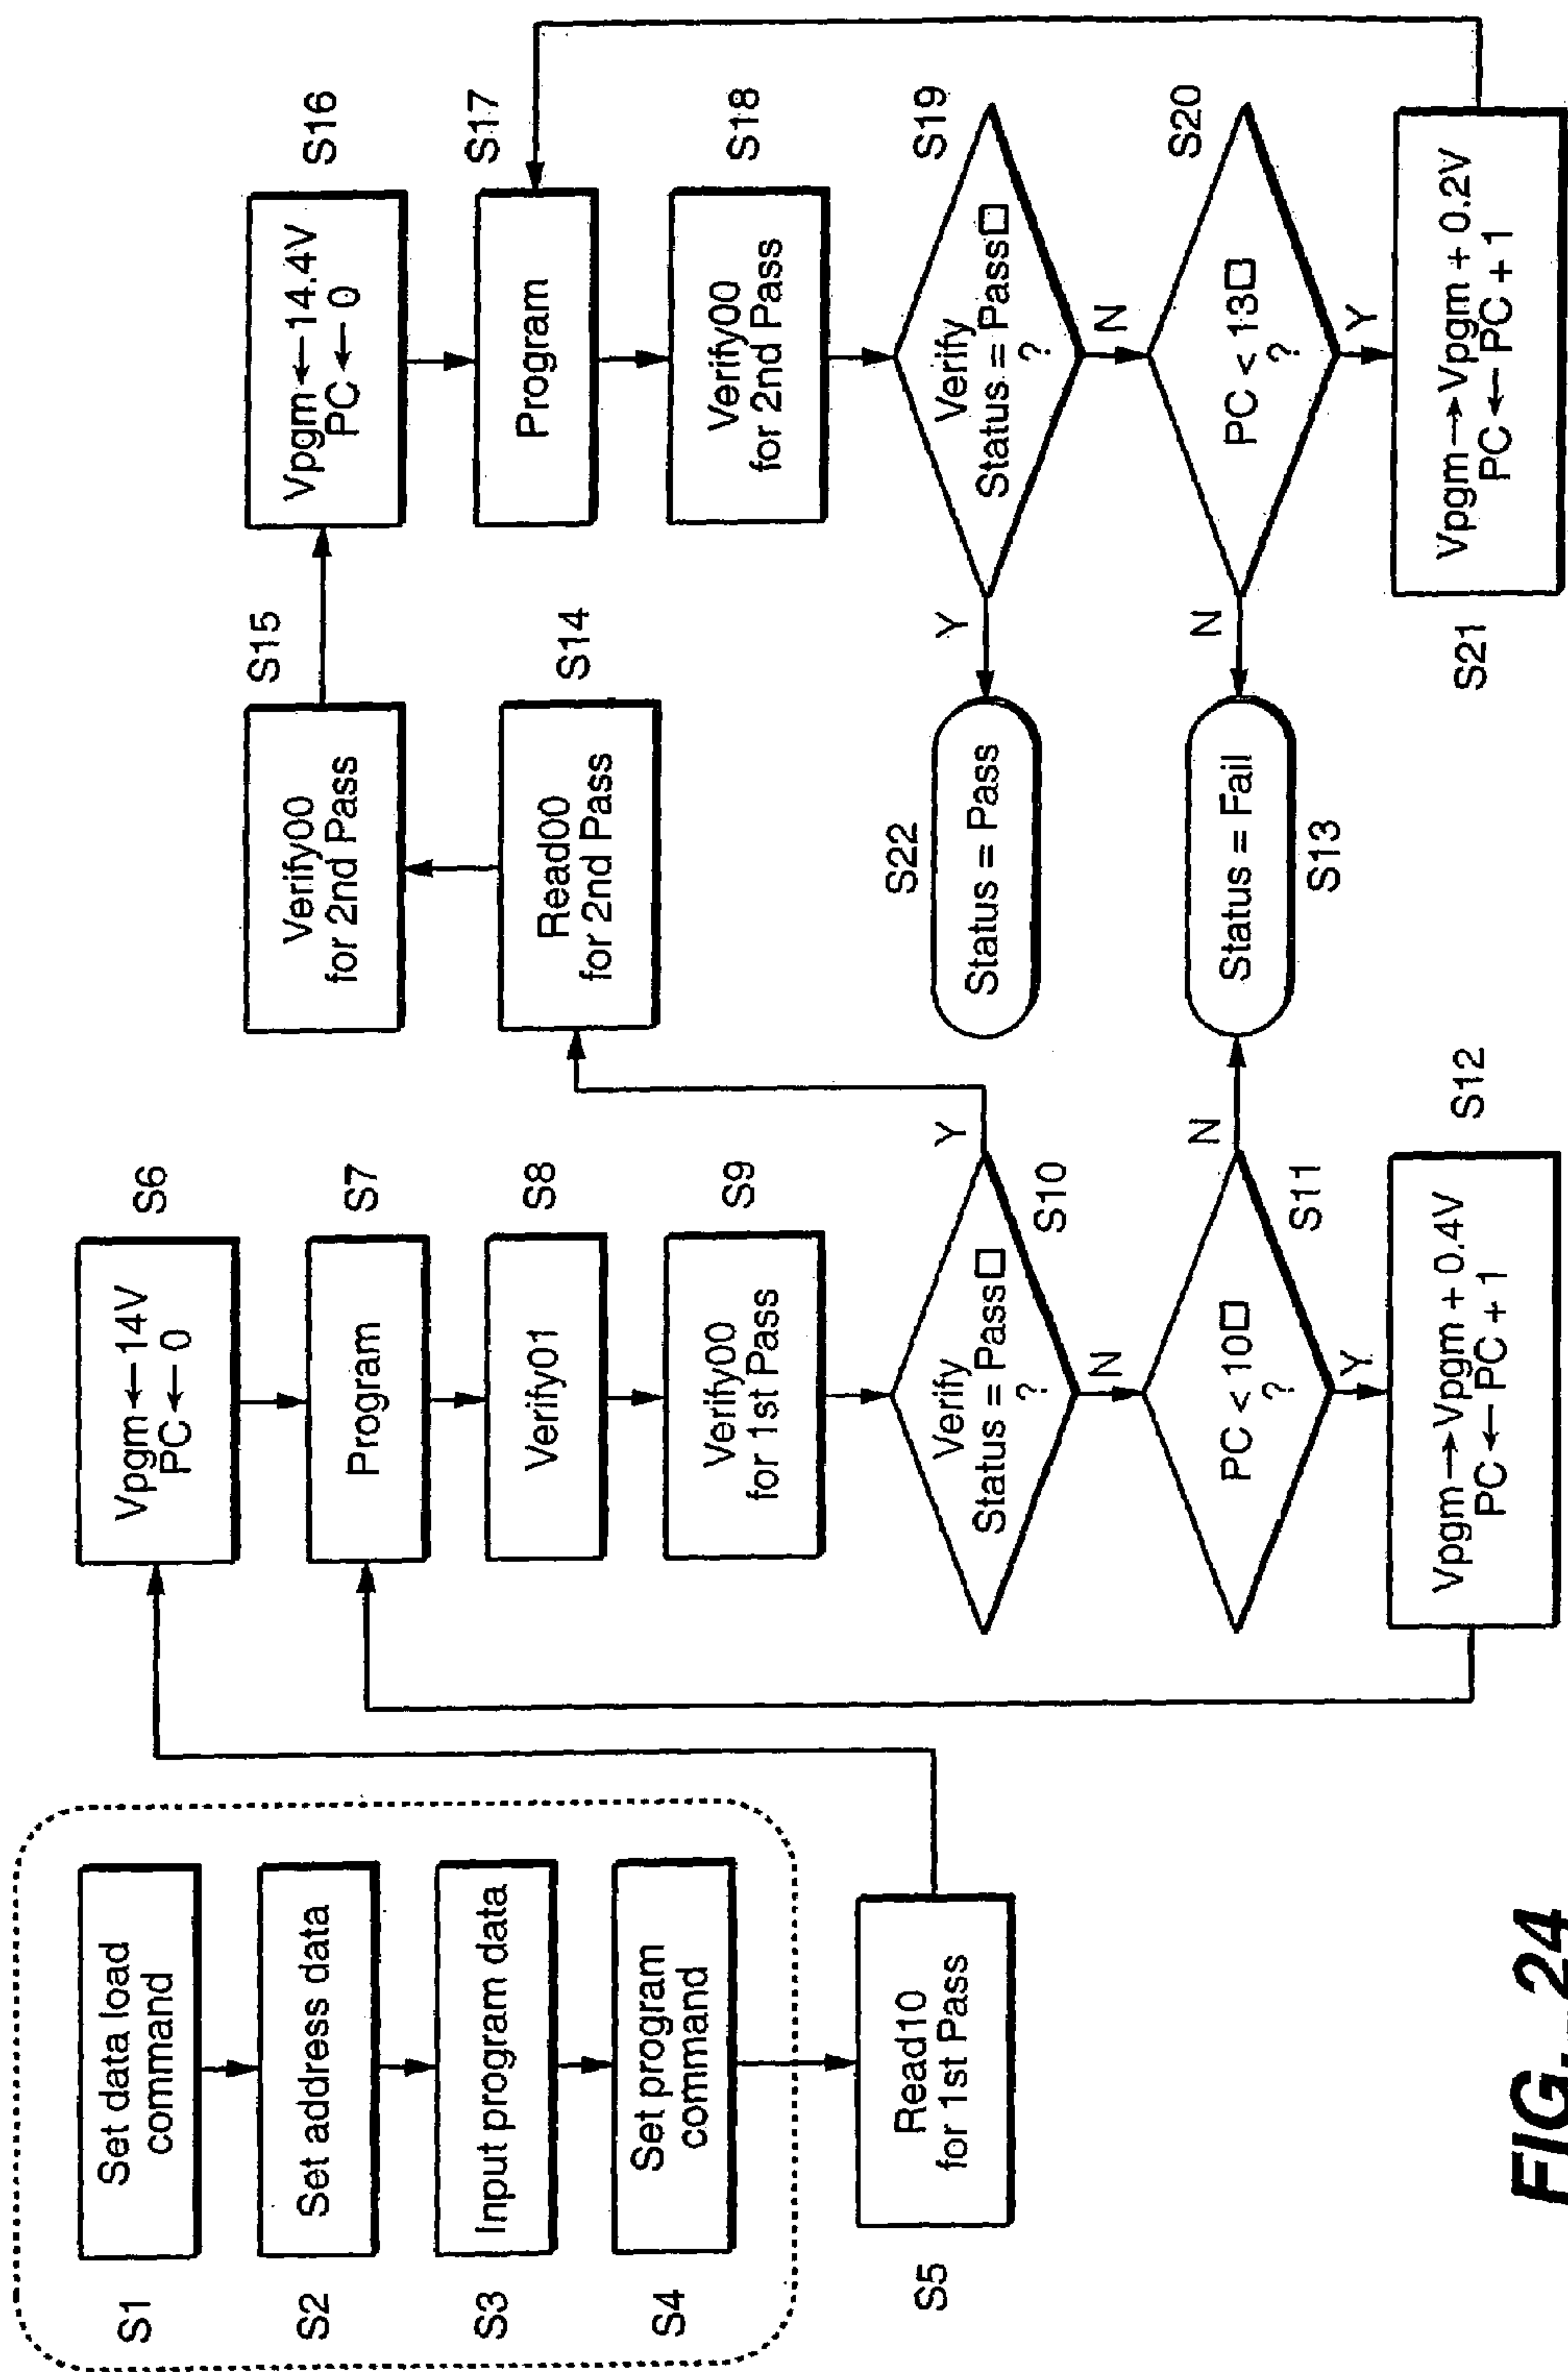 S1
Set data load
command
S2
Set address data
S3
Input program data
S4
Set program
command
S5
Read10
for 1st Pass
S6
Vpgm←14V
PC ← 0
S7
Program
S8
Verify01
S9
Verify00
for 1st Pass
S10
Verify
Status = Pass□
?
Y
N
S11
PC < 10□
?
N
Y
S12
Vpgm→Vpgm + 0.4V
PC ← PC + 1
S13
Status = Fail
S14
Read00
for 2nd Pass
S15
Verify00
for 2nd Pass
S16
Vpgm←14.4V
PC ← 0
S17
Program
S18
Verify00
for 2nd Pass
S19
Verify
Status = Pass□
?
Y
N
S20
PC < 13□
?
N
Y
S21
Vpgm→Vpgm + 0.2V
PC ← PC + 1
S22
Status = Pass
FIG._24